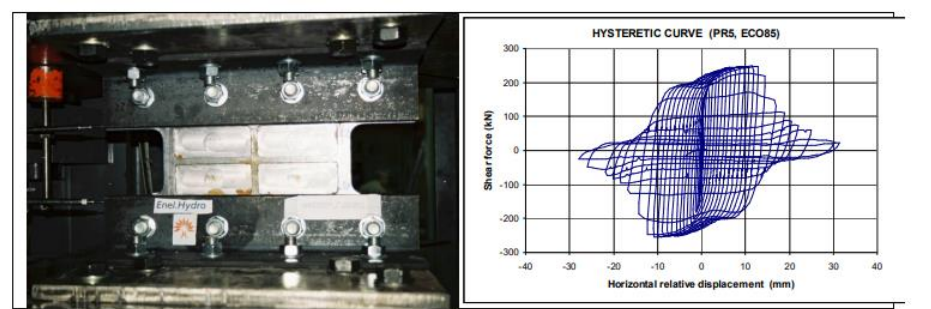 Enel.Hydro
HYSTERETIC CURVE (PR5, ECO85)
Shear force (kN)
300
200
100
0
-100
-200
-300
-40 -30 -20 -10 0 10 20 30 40
Horizontal relative displacement (mm)